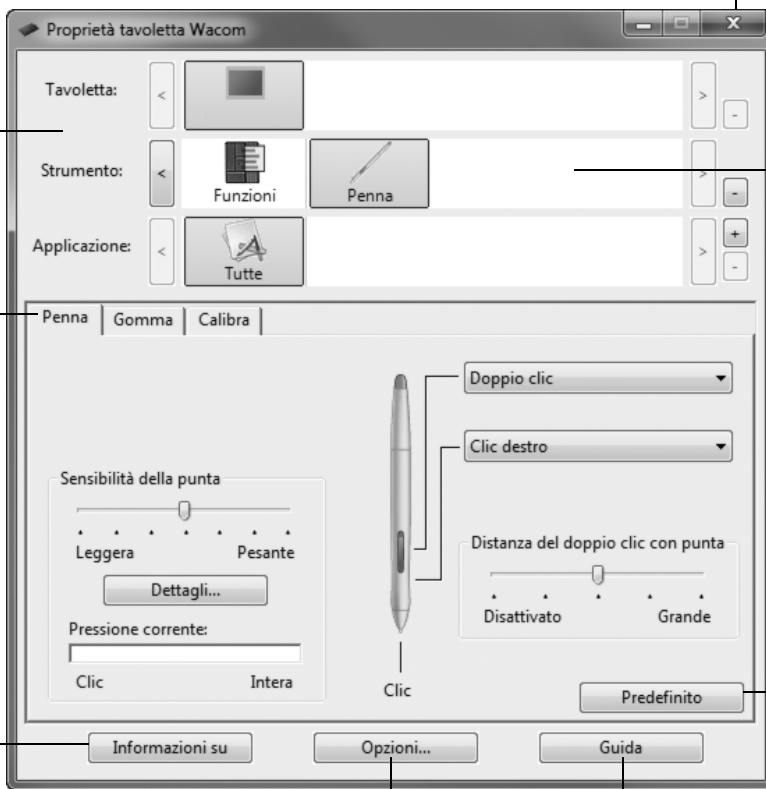 Proprietà tavoletta Wacom
Tavoletta:
< > -
Strumento:
< Funzioni Penna > -
Applicazione:
< Tutte > + -
Penna Gomma Calibra
Doppio clic
Clic destro
Sensibilità della punta
Leggera Pesante
Dettagli...
Pressione corrente:
Clic Intera
Clic
Distanza del doppio clic con punta
Disattivato Grande
Predefinito
Informazioni su Opzioni... Guida